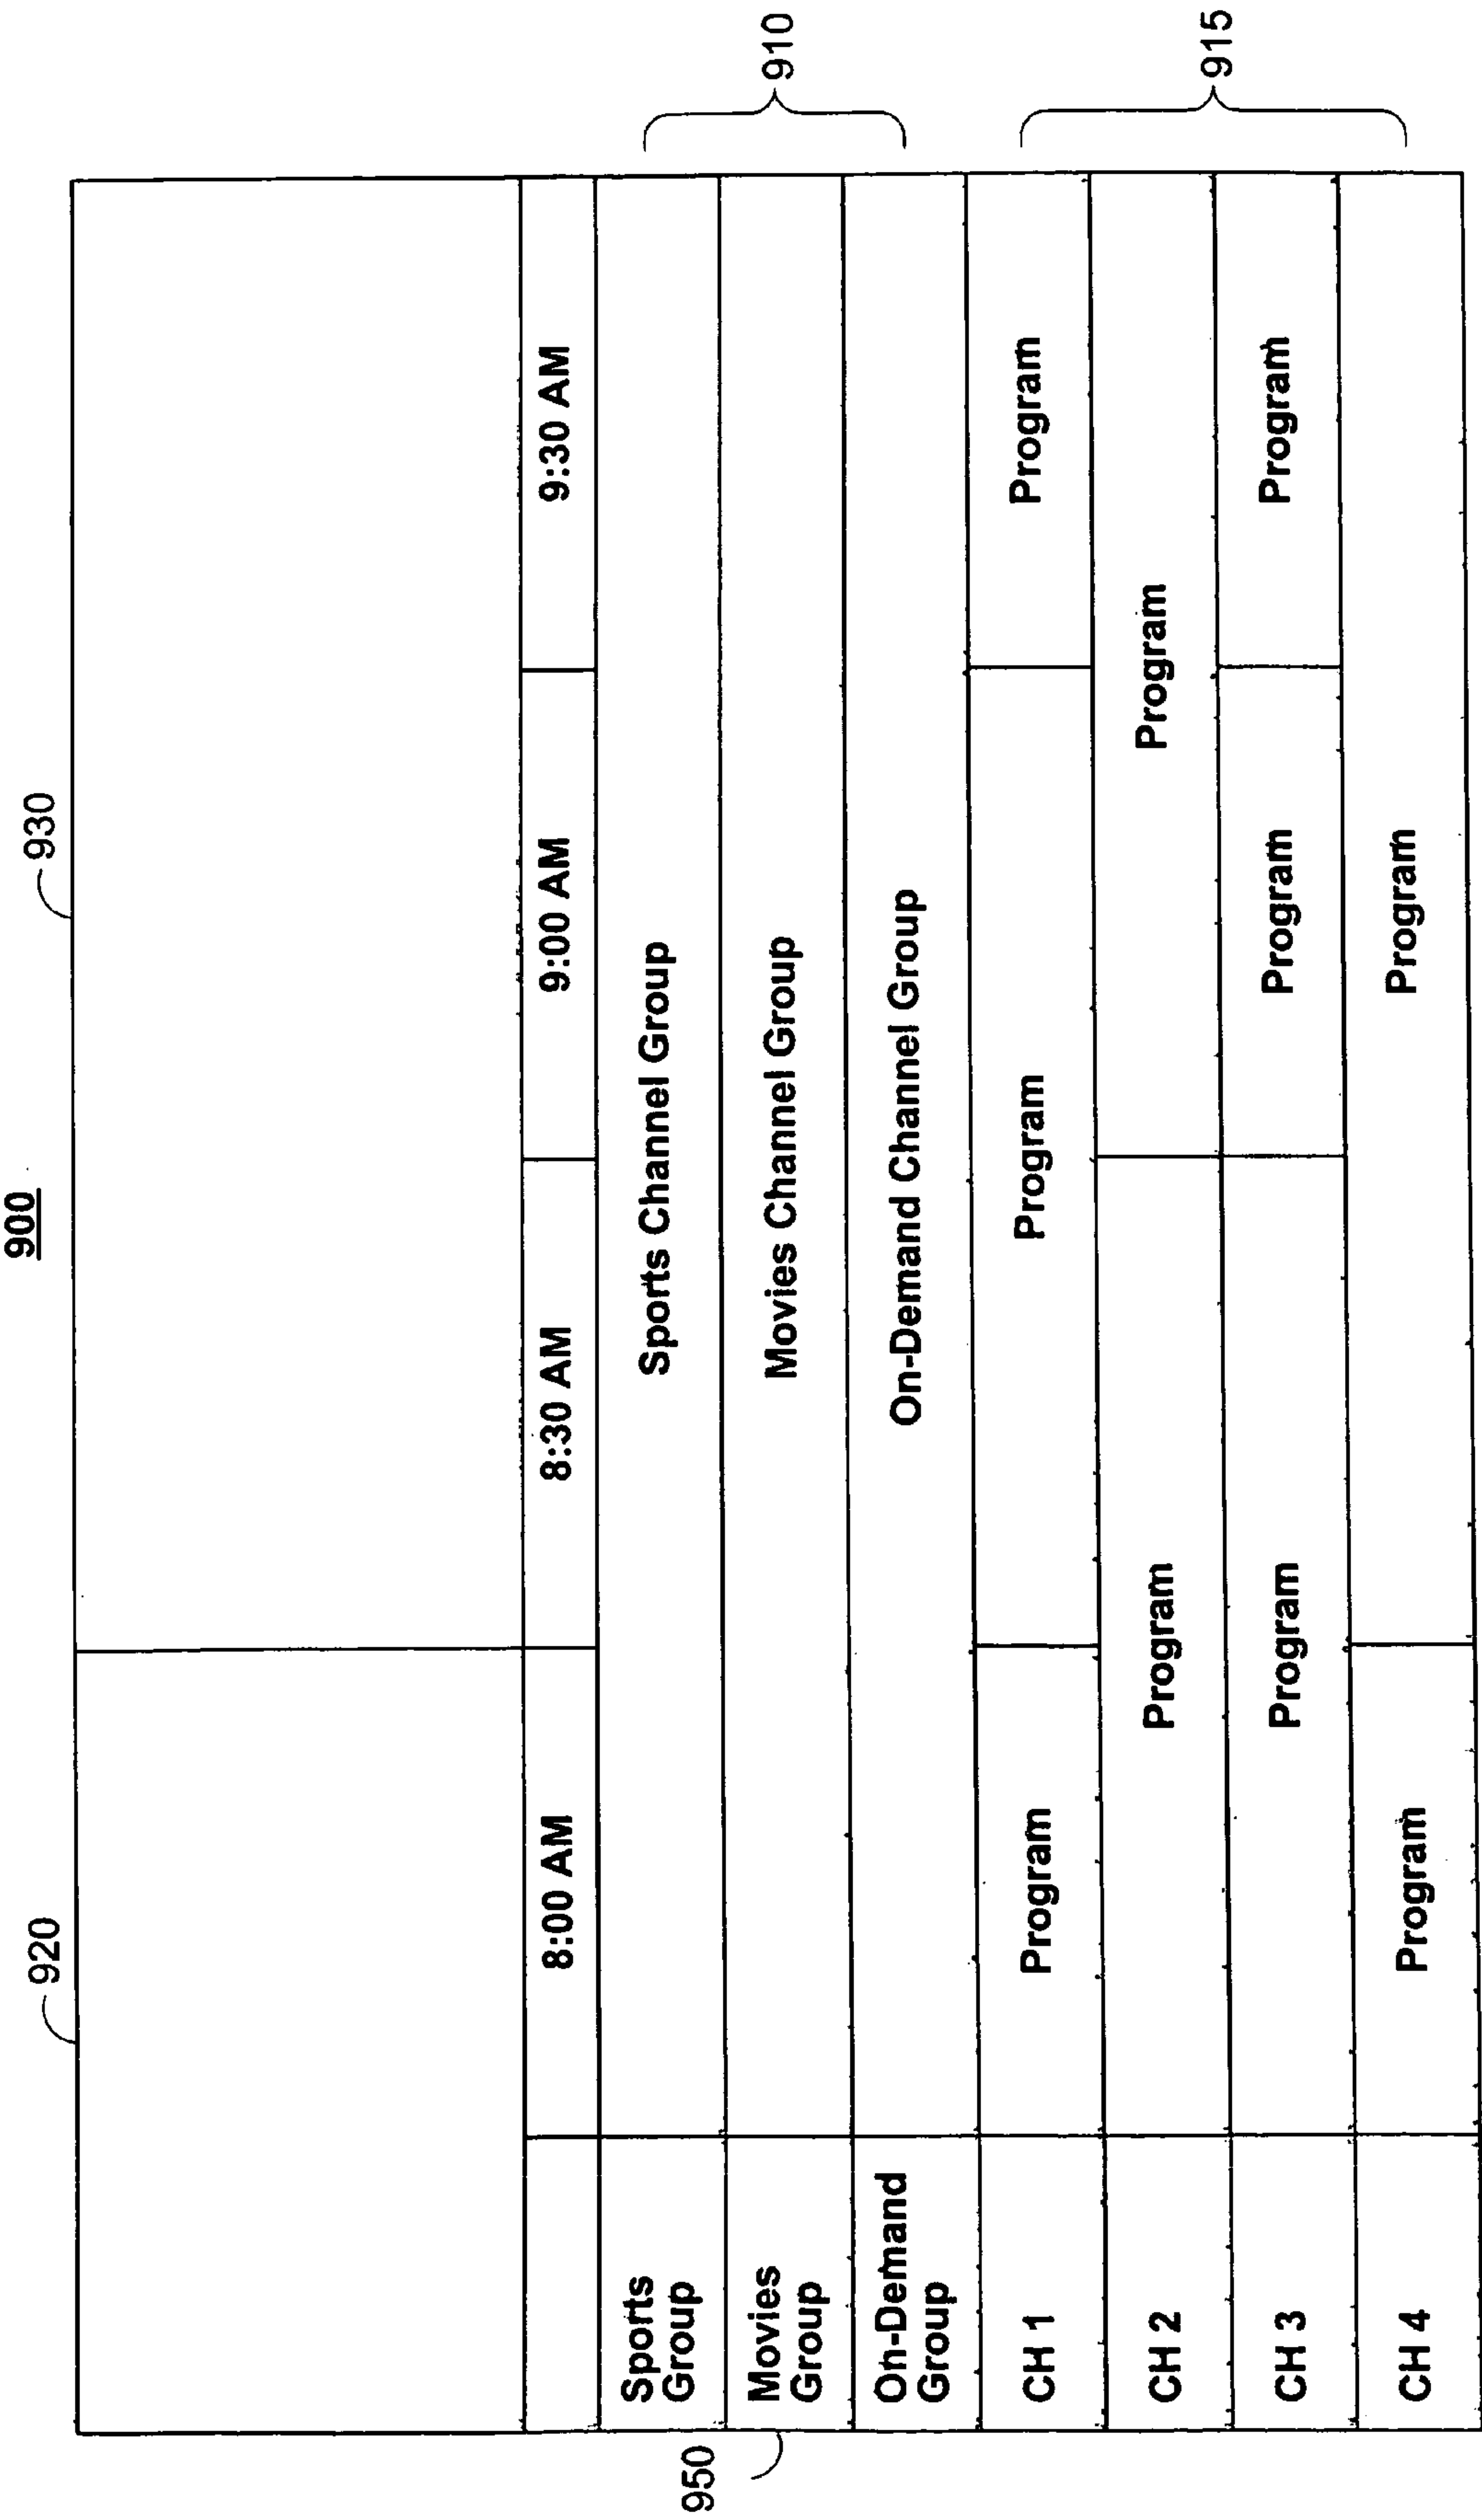 900
920
930
8:00 AM 8:30 AM 9:00 AM 9:30 AM
Sports
Group
Sports Channel Group
910
950
Movies
Group
Movies Channel Group
On-Demand
Group
On-Demand Channel Group
CH 1 Program Program Program
915
CH 2 Program Program
CH 3 Program Program Program
CH 4 Program Program